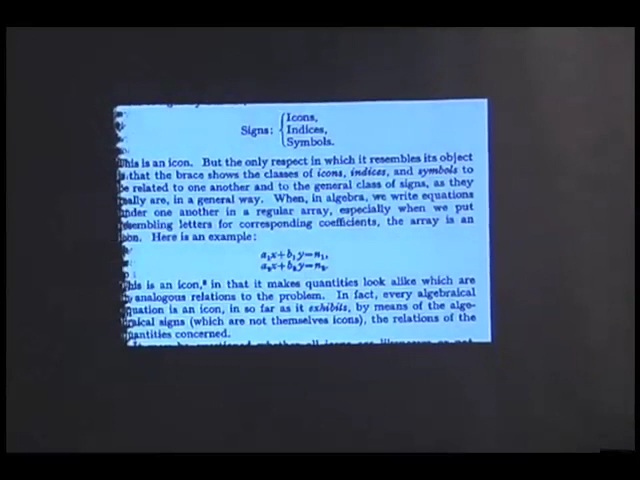 Signs: { Icons,
Indices,
Symbols.
This is an icon. But the only respect in which it resembles its object
is that the brace shows the classes of icons, indices, and symbols to
be related to one another and to the general class of signs, as they
really are, in a general way. When, in algebra, we write equations
under one another in a regular array, especially when we put
resembling letters for corresponding coefficients, the array is an
icon. Here is an example:
a₁x+b₁y=n₁,
a₂x+b₂y=n₂.
This is an icon, in that it makes quantities look alike which are
analogous relations to the problem. In fact, every algebraical
equation is an icon, in so far as it exhibits, by means of the alge-
braical signs (which are not themselves icons), the relations of the
quantities concerned.